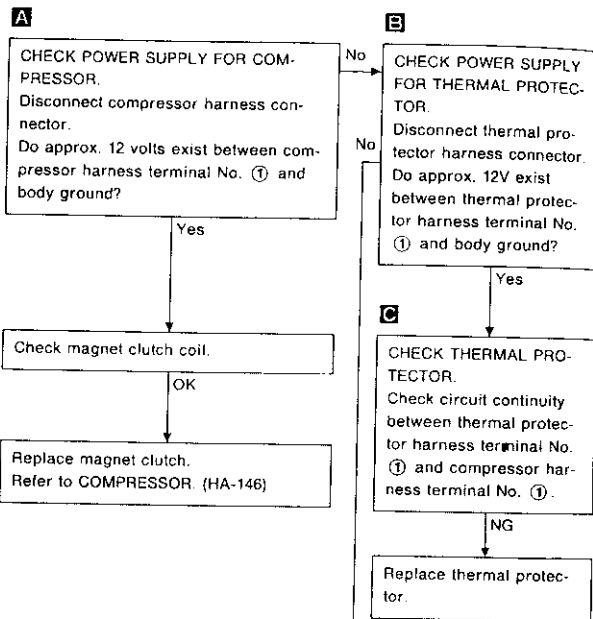 A
CHECK POWER SUPPLY FOR COM-
PRESSOR.
Disconnect compressor harness con-
nector.
Do approx. 12 volts exist between com-
pressor harness terminal No. ① and
body ground?
No
Yes
Check magnet clutch coil.
OK
Replace magnet clutch.
Refer to COMPRESSOR. (HA-146)
B
CHECK POWER SUPPLY
FOR THERMAL PROTEC-
TOR.
Disconnect thermal pro-
tector harness connector.
Do approx. 12V exist
between thermal protec-
tor harness terminal No.
① and body ground?
No
Yes
C
CHECK THERMAL PRO-
TECTOR.
Check circuit continuity
between thermal protec-
tor harness terminal No.
① and compressor har-
ness terminal No. ①.
NG
Replace thermal protec-
tor.